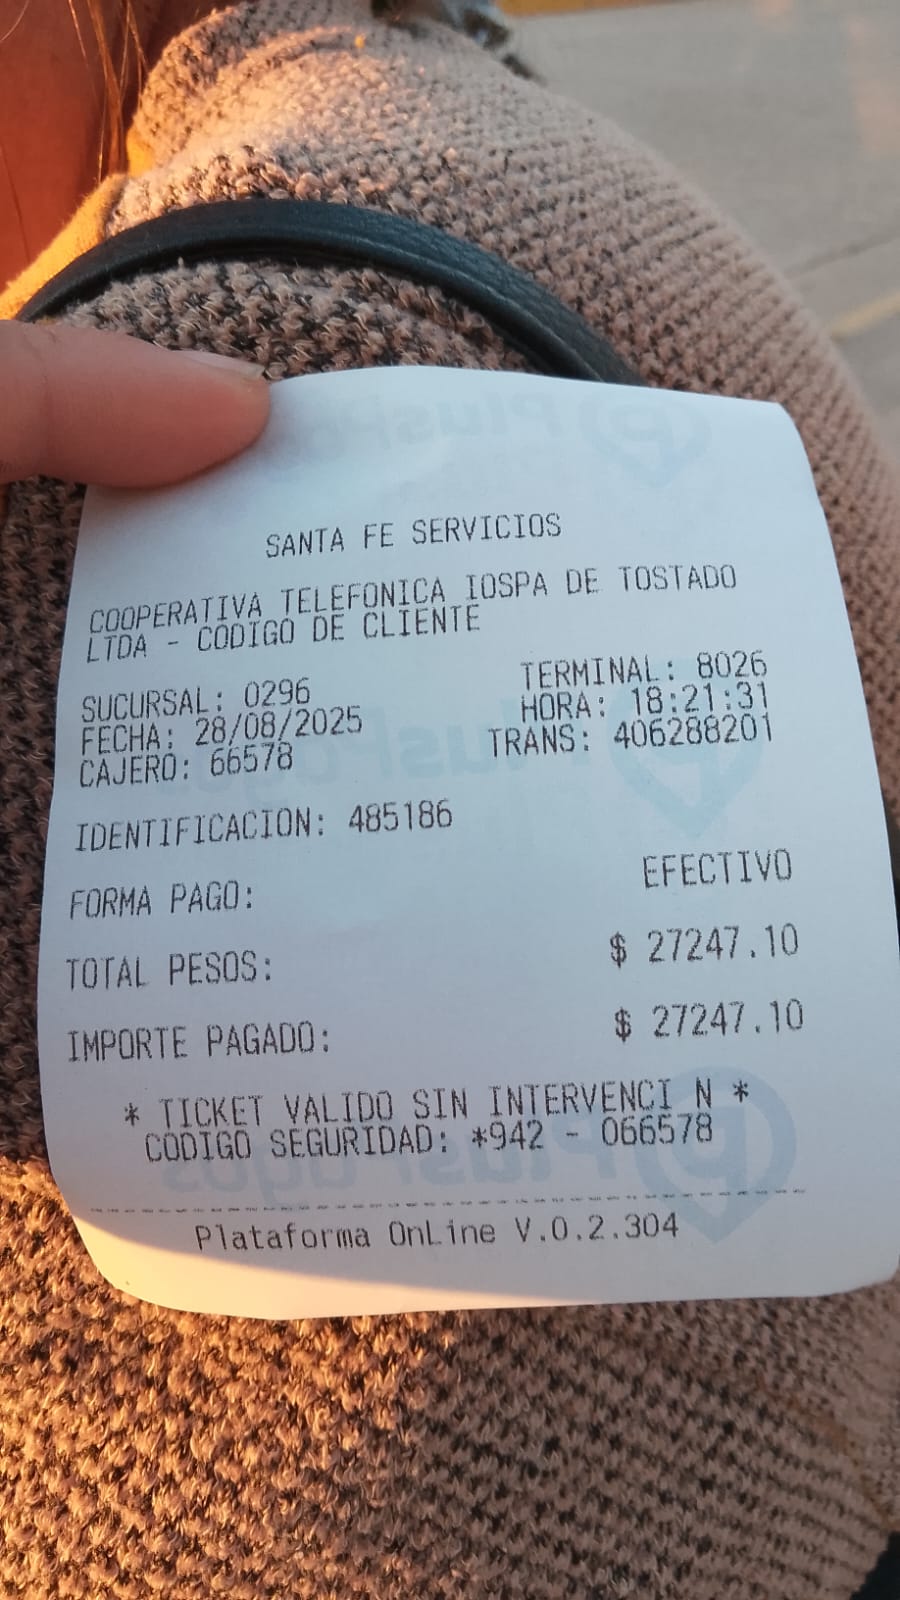 SANTA FE SERVICIOS
COOPERATIVA TELEFONICA IOSPA DE TOSTADO
LTDA - CODIGO DE CLIENTE
SUCURSAL: 0296 TERMINAL: 8026
FECHA: 28/08/2025 HORA: 18:21:31
CAJERO: 66578 TRANS: 406288201
IDENTIFICACION: 485186
FORMA PAGO: EFECTIVO
TOTAL PESOS: $ 27247.10
IMPORTE PAGADO: $ 27247.10
* TICKET VALIDO SIN INTERVENCI N *
CODIGO SEGURIDAD: *942 - 066578
Plataforma OnLine V.0.2.304